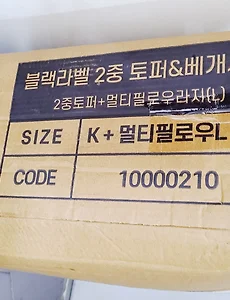 블랙라벨 2중 토퍼&베개
2중토퍼+멀티필로우라지(L)
SIZE K+멀티필로우L
CODE 10000210